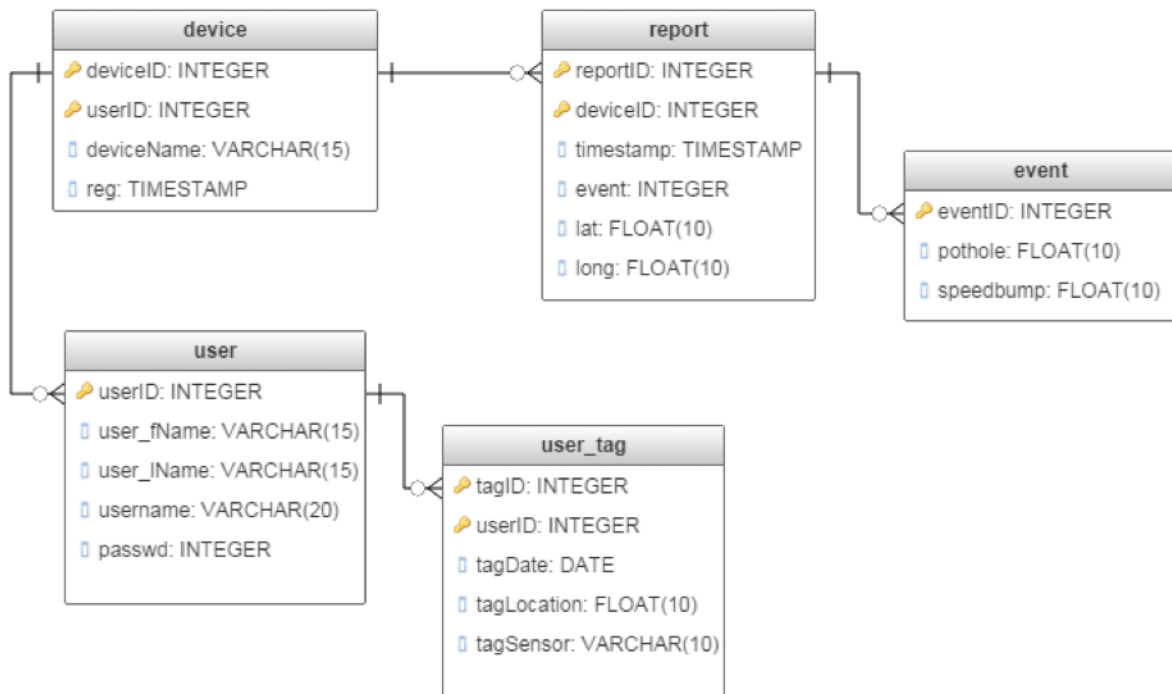 device
deviceID: INTEGER
userID: INTEGER
deviceName: VARCHAR(15)
reg: TIMESTAMP
report
reportID: INTEGER
deviceID: INTEGER
timestamp: TIMESTAMP
event: INTEGER
lat: FLOAT(10)
long: FLOAT(10)
event
eventID: INTEGER
pothole: FLOAT(10)
speedbump: FLOAT(10)
user
userID: INTEGER
user_fName: VARCHAR(15)
user_lName: VARCHAR(15)
username: VARCHAR(20)
passwd: INTEGER
user_tag
tagID: INTEGER
userID: INTEGER
tagDate: DATE
tagLocation: FLOAT(10)
tagSensor: VARCHAR(10)